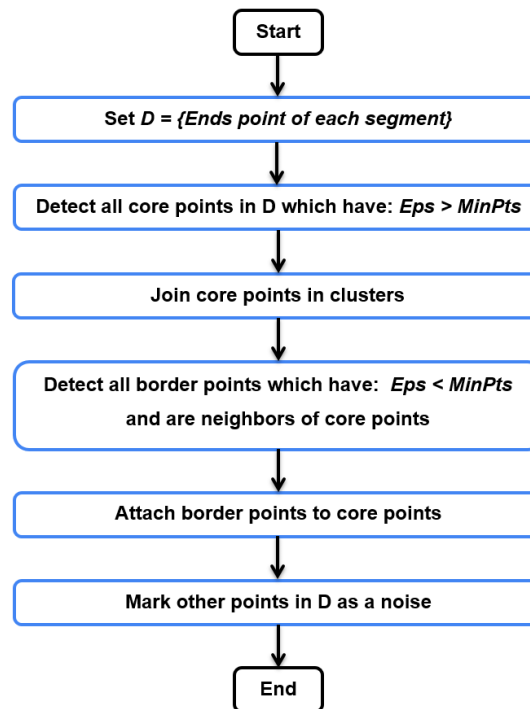 Start
Set D = {Ends point of each segment}
Detect all core points in D which have: Eps > MinPts
Join core points in clusters
Detect all border points which have: Eps < MinPts
and are neighbors of core points
Attach border points to core points
Mark other points in D as a noise
End